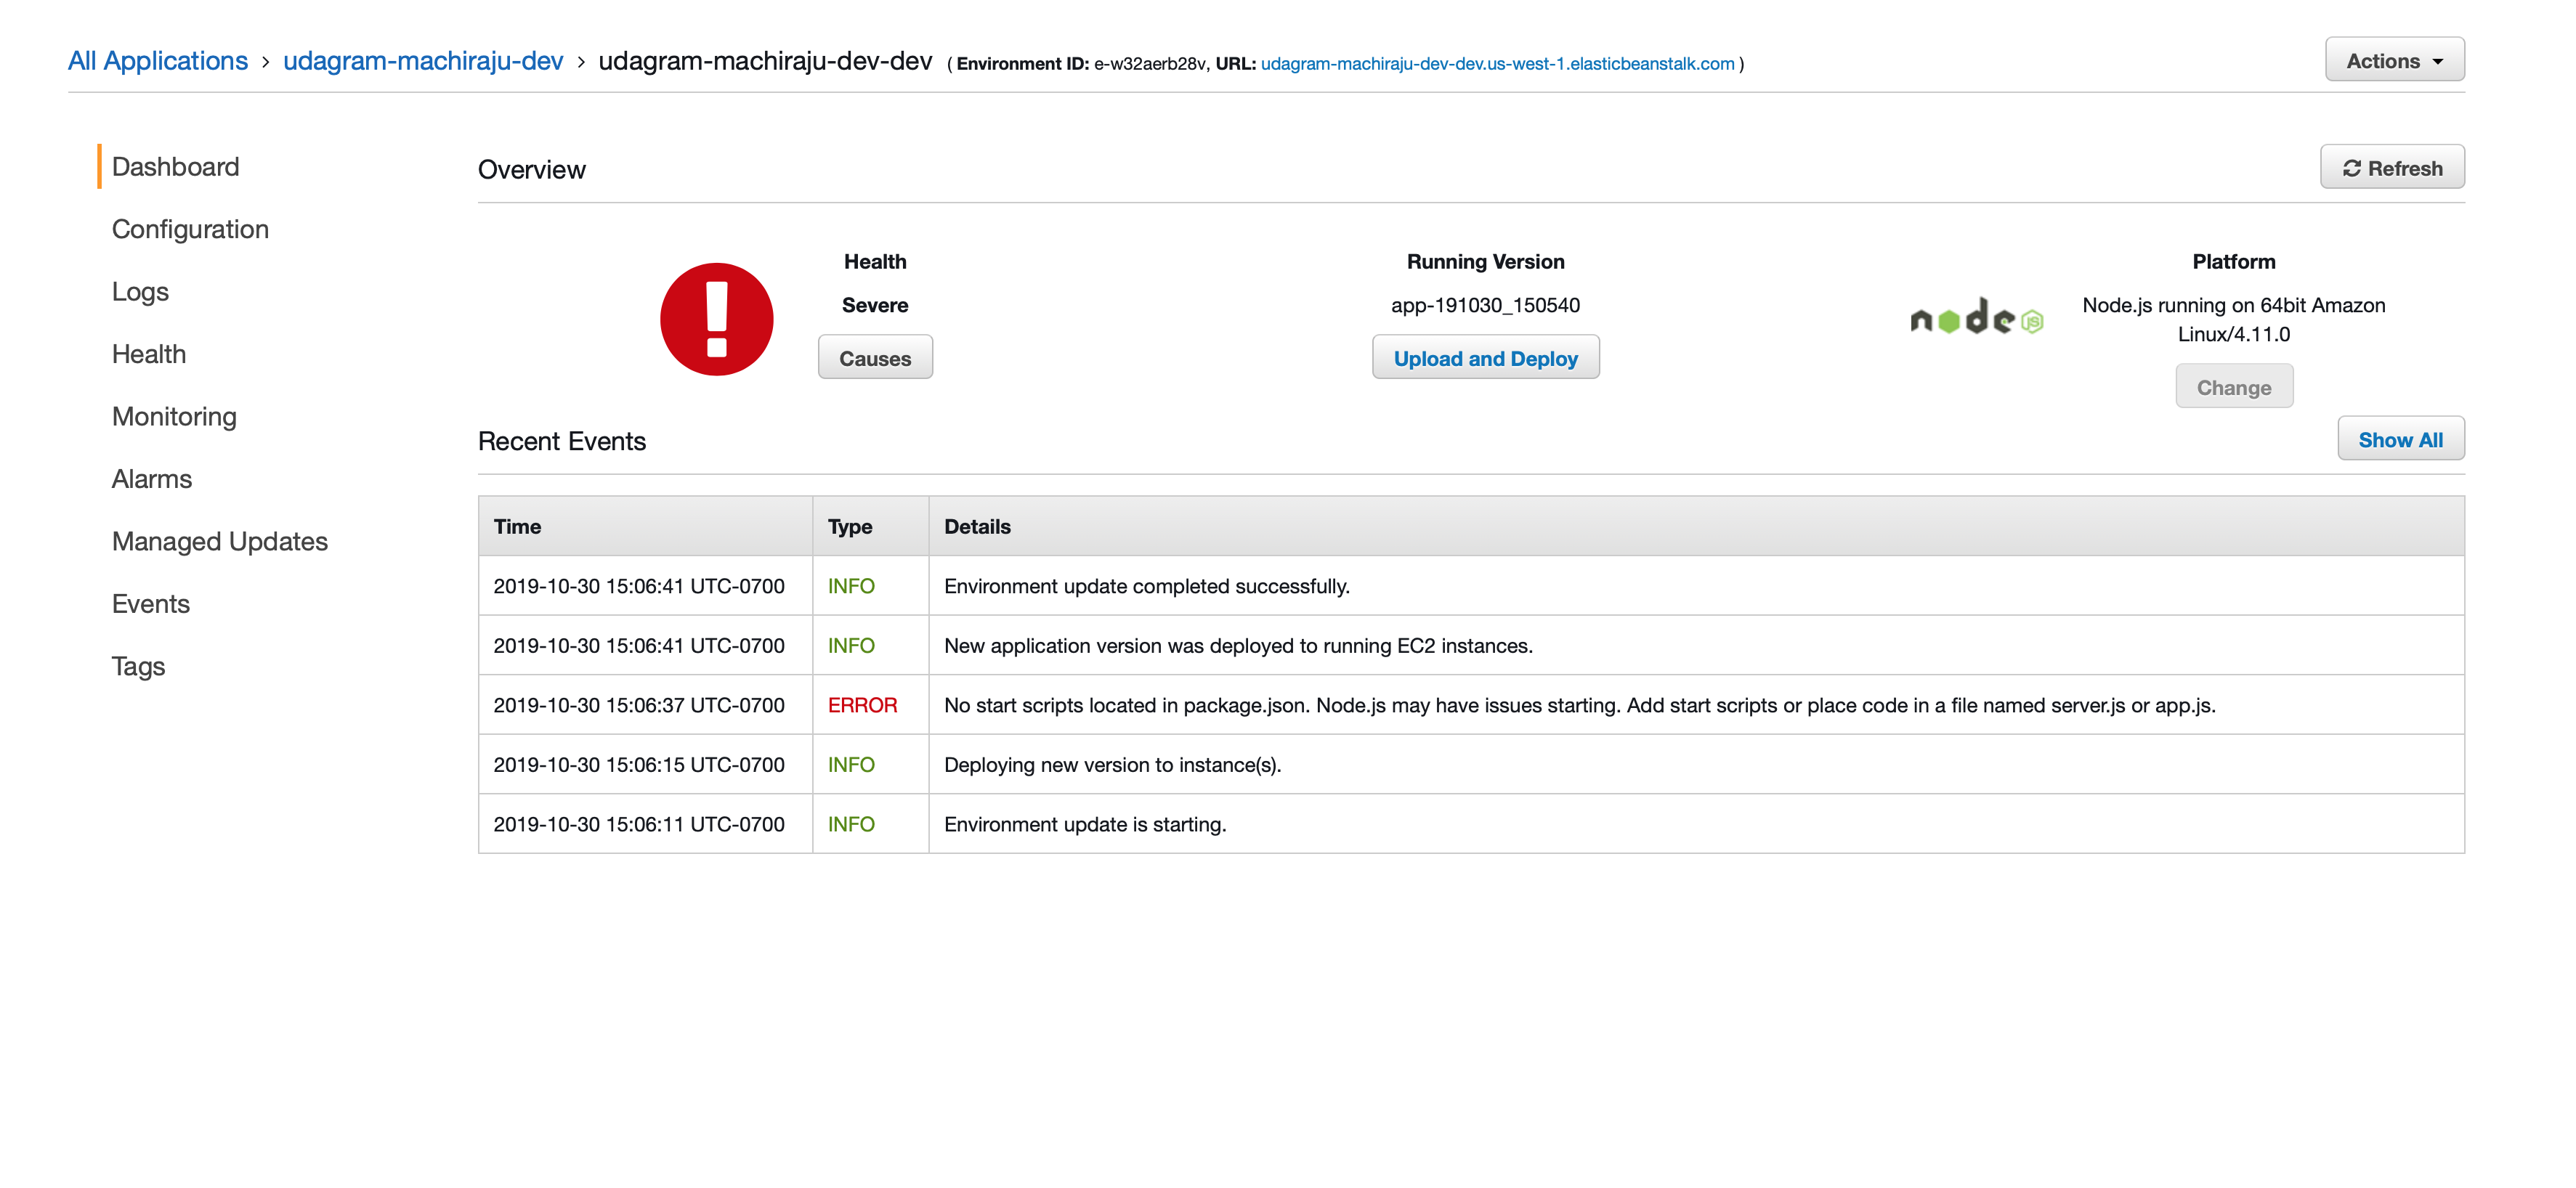 All Applications › udagram-machiraju-dev › udagram-machiraju-dev-dev ( Environment ID: e-w32aerb28v, URL: udagram-machiraju-dev-dev.us-west-1.elasticbeanstalk.com )
Actions
Dashboard
Configuration
Logs
Health
Monitoring
Alarms
Managed Updates
Events
Tags
Overview
Refresh
Health
Severe
Causes
Running Version
app-191030_150540
Upload and Deploy
node JS
Platform
Node.js running on 64bit Amazon
Linux/4.11.0
Change
Recent Events
Show All
Time Type Details
2019-10-30 15:06:41 UTC-0700 INFO Environment update completed successfully.
2019-10-30 15:06:41 UTC-0700 INFO New application version was deployed to running EC2 instances.
2019-10-30 15:06:37 UTC-0700 ERROR No start scripts located in package.json. Node.js may have issues starting. Add start scripts or place code in a file named server.js or app.js.
2019-10-30 15:06:15 UTC-0700 INFO Deploying new version to instance(s).
2019-10-30 15:06:11 UTC-0700 INFO Environment update is starting.